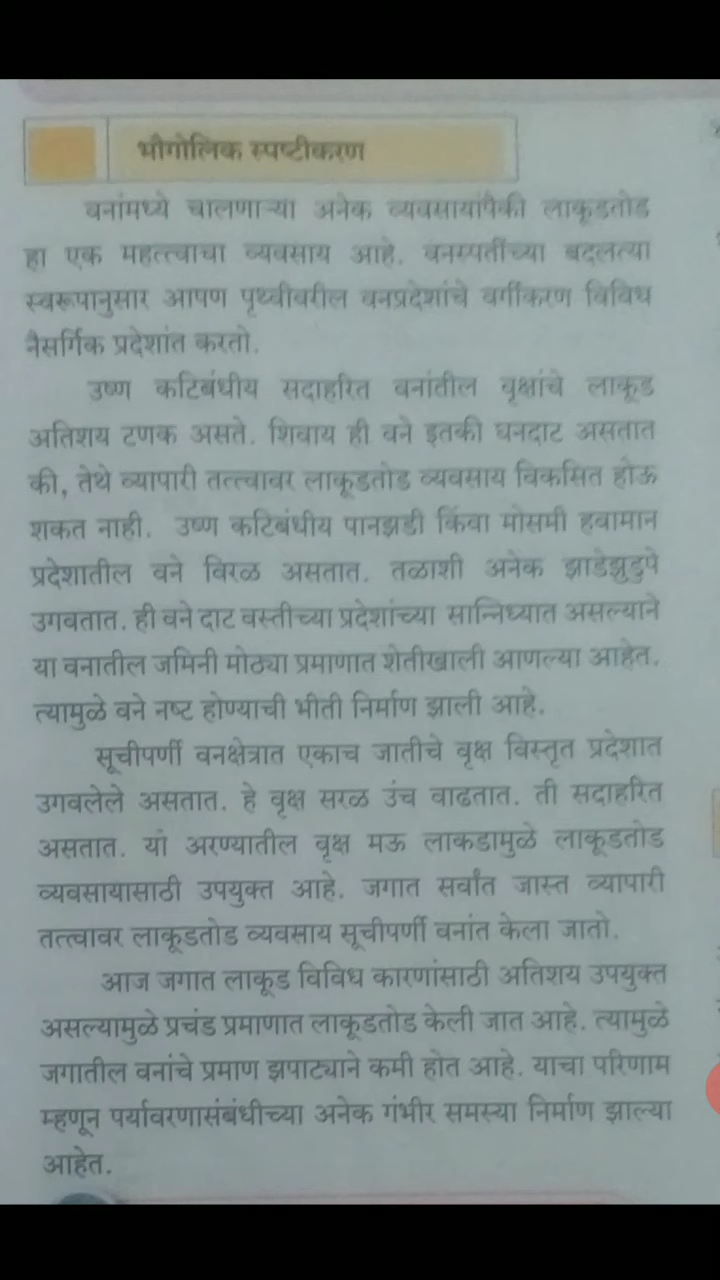 भौगोलिक स्पष्टीकरण
वनांमध्ये चालणाऱ्या अनेक व्यवसायांपैकी लाकूडतोड
हा एक महत्त्वाचा व्यवसाय आहे. वनस्पतींच्या बदलत्या
स्वरूपानुसार आपण पृथ्वीवरील वनप्रदेशांचे वर्गीकरण विविध
नैसर्गिक प्रदेशांत करतो.
उष्ण कटिबंधीय सदाहरित वनांतील वृक्षांचे लाकूड
अतिशय टणक असते. शिवाय ही वने इतकी घनदाट असतात
की, तेथे व्यापारी तत्त्वावर लाकूडतोड व्यवसाय विकसित होऊ
शकत नाही. उष्ण कटिबंधीय पानझडी किंवा मोसमी हवामान
प्रदेशातील वने विरळ असतात. तळाशी अनेक झाडेझुडुपे
उगवतात. ही वने दाट वस्तीच्या प्रदेशांच्या सान्निध्यात असल्याने
या वनातील जमिनी मोठ्या प्रमाणात शेतीखाली आणल्या आहेत.
त्यामुळे वने नष्ट होण्याची भीती निर्माण झाली आहे.
सूचीपर्णी वनक्षेत्रात एकाच जातीचे वृक्ष विस्तृत प्रदेशात
उगवलेले असतात. हे वृक्ष सरळ उंच वाढतात. ती सदाहरित
असतात. यां अरण्यातील वृक्ष मऊ लाकडामुळे लाकूडतोड
व्यवसायासाठी उपयुक्त आहे. जगात सर्वांत जास्त व्यापारी
तत्त्वावर लाकूडतोड व्यवसाय सूचीपर्णी वनांत केला जातो.
आज जगात लाकूड विविध कारणांसाठी अतिशय उपयुक्त
असल्यामुळे प्रचंड प्रमाणात लाकूडतोड केली जात आहे. त्यामुळे
जगातील वनांचे प्रमाण झपाट्याने कमी होत आहे. याचा परिणाम
म्हणून पर्यावरणासंबंधीच्या अनेक गंभीर समस्या निर्माण झाल्या
आहेत.